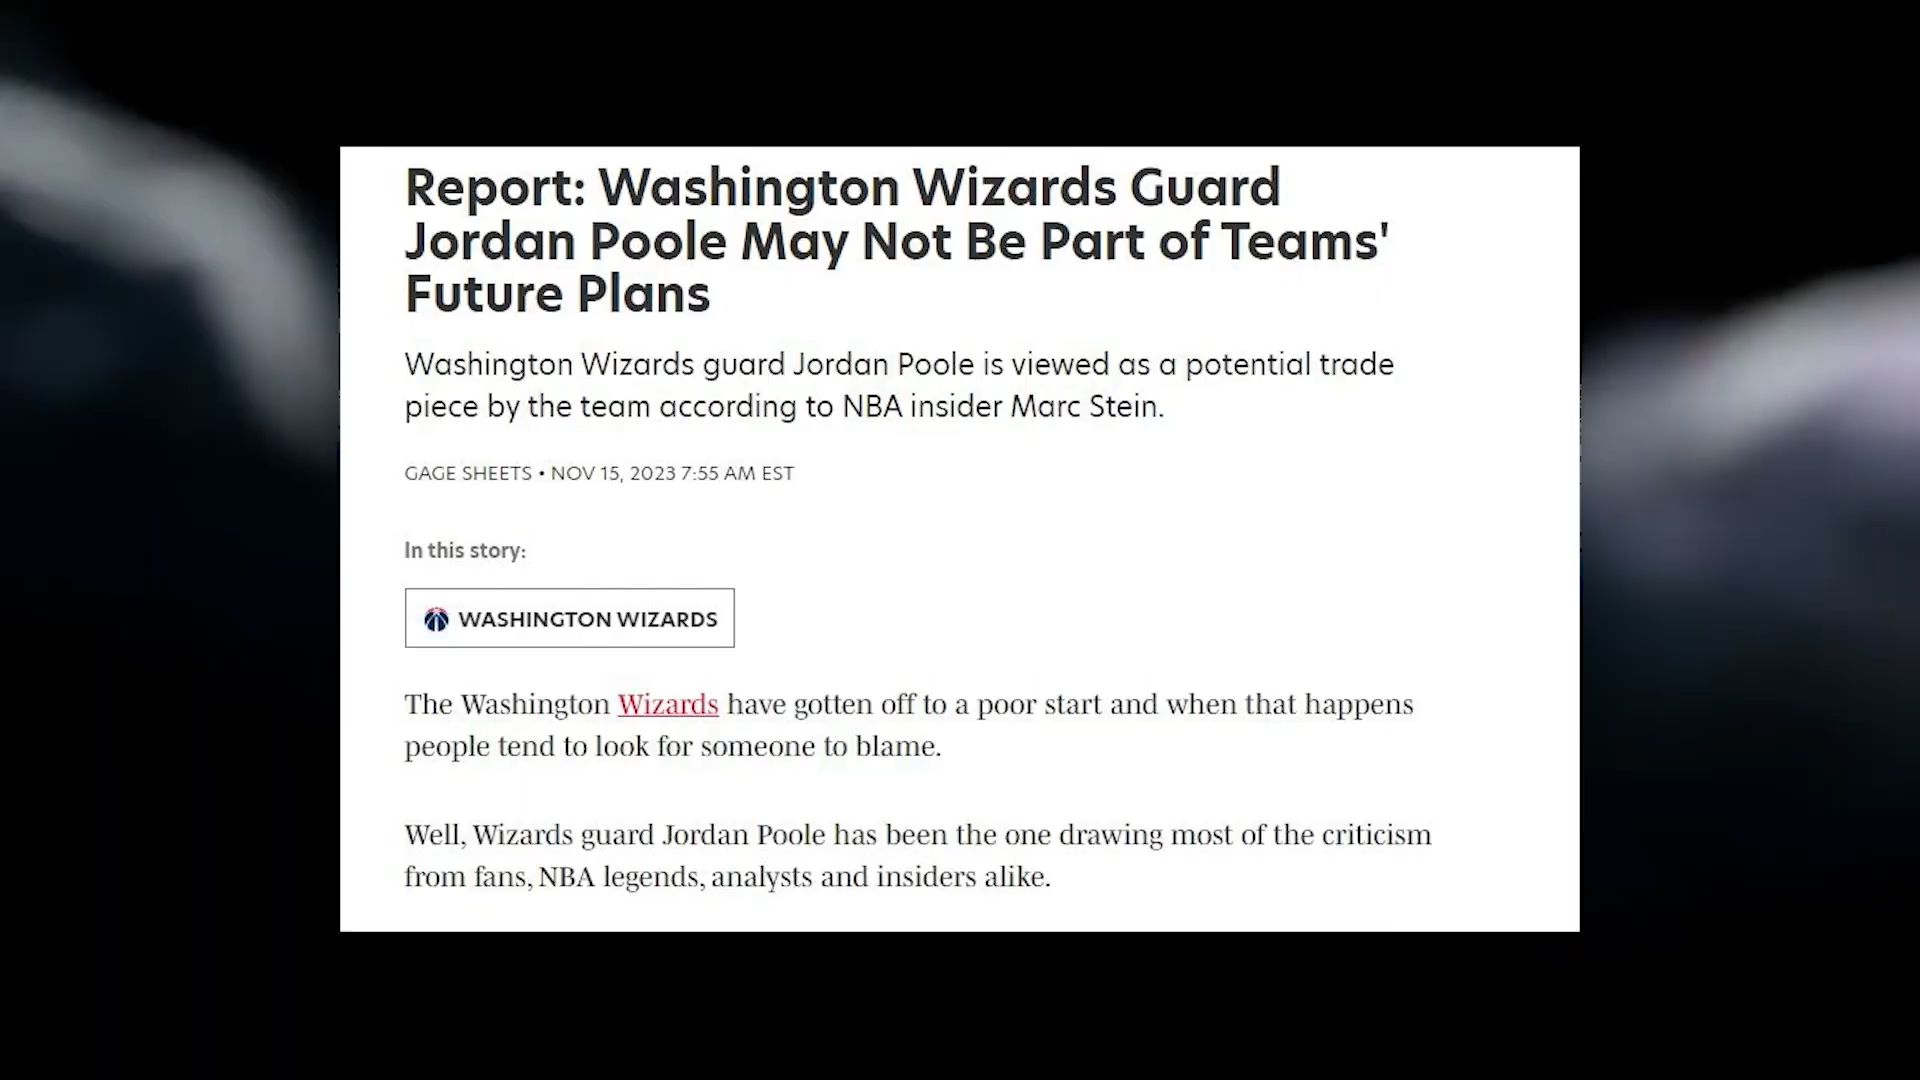 Report: Washington Wizards Guard
Jordan Poole May Not Be Part of Teams'
Future Plans
Washington Wizards guard Jordan Poole is viewed as a potential trade
piece by the team according to NBA insider Marc Stein.
GAGE SHEETS • NOV 15, 2023 7:55 AM EST
In this story:
WASHINGTON WIZARDS
The Washington Wizards have gotten off to a poor start and when that happens
people tend to look for someone to blame.
Well, Wizards guard Jordan Poole has been the one drawing most of the criticism
from fans, NBA legends, analysts and insiders alike.